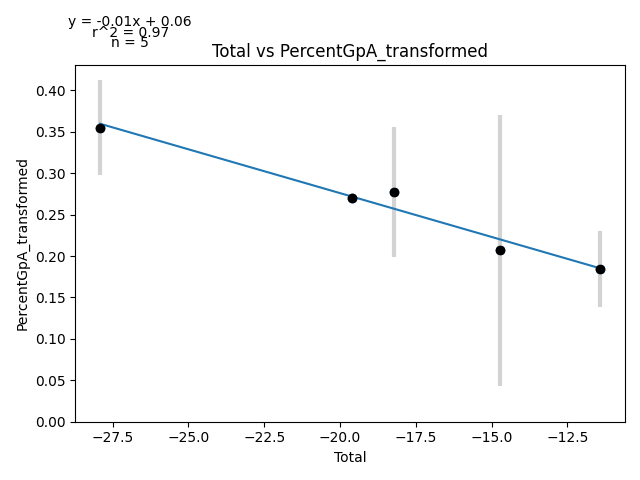 y = -0.01x + 0.06
r^2 = 0.97
n = 5
Total vs PercentGpA_transformed
PercentGpA_transformed
0.40
0.35
0.30
0.25
0.20
0.15
0.10
0.05
0.00
−27.5 −25.0 −22.5 −20.0 −17.5 −15.0 −12.5
Total